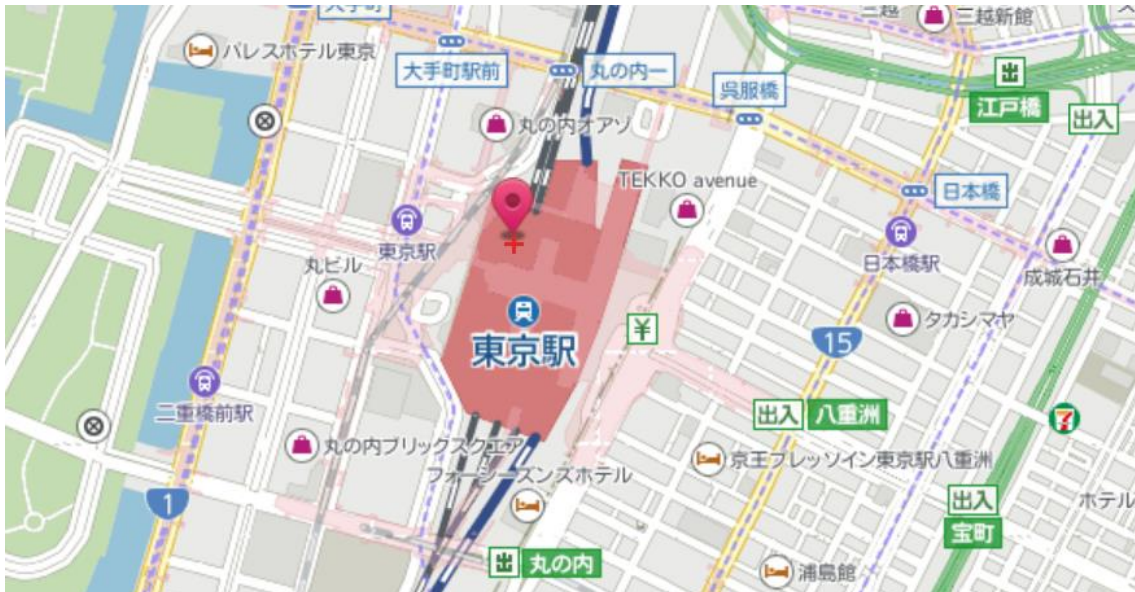 大手町
三越
三越新館
パレスホテル東京
大手町駅前
丸の内一
呉服橋
出
江戸橋
出入
丸の内オアゾ
TEKKO avenue
日本橋
東京駅
丸ビル
日本橋駅
成城石井
タカシマヤ
¥
15
東京駅
二重橋前駅
出入 八重洲
7
丸の内ブリックスクエア
フォーシーズンズホテル
京王プレッソイン東京駅八重洲
1
出入
宝町
ホテル
出 丸の内
浦島館